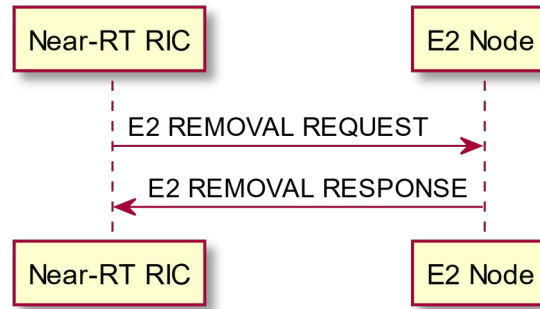 Near-RT RIC
E2 Node
E2 REMOVAL REQUEST
E2 REMOVAL RESPONSE
Near-RT RIC
E2 Node